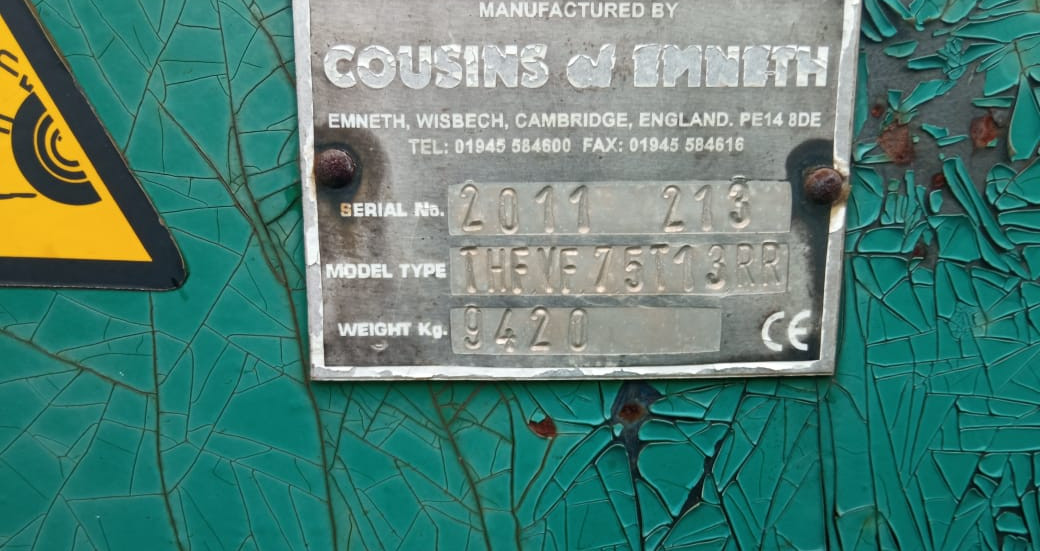 MANUFACTURED BY
COUSINS of EMNETH
EMNETH, WISBECH, CAMBRIDGE, ENGLAND. PE14 8DE
TEL: 01945 584600 FAX: 01945 584616
SERIAL No. 2011 213
MODEL TYPE THFYF75T13RR
WEIGHT Kg. 9420
CE